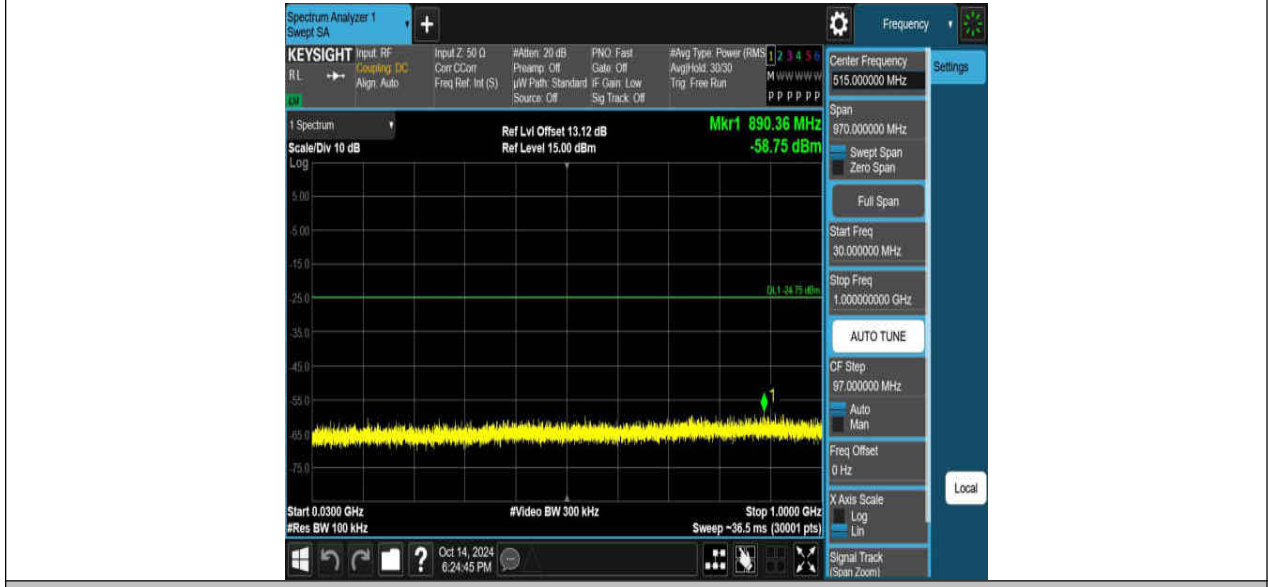 Spectrum Analyzer 1
Swept SA
+
Frequency
KEYSIGHT
RL
LM
Input: RF
Coupling: DC
Align: Auto
Input Z: 50 Ω
Corr CCorr
Freq Ref: Int (S)
#Atten: 20 dB
Preamp: Off
µW Path: Standard
Source: Off
PNO: Fast
Gate: Off
IF Gain: Low
Sig Track: Off
#Avg Type: Power (RMS
Avg|Hold: 30/30
Trig: Free Run
1 2 3 4 5 6
M W W W W W
P P P P P P
Center Frequency
515.000000 MHz
Settings
Span
970.000000 MHz
Swept Span
Zero Span
Full Span
Start Freq
30.000000 MHz
Stop Freq
1.000000000 GHz
AUTO TUNE
CF Step
97.000000 MHz
Auto
Man
Freq Offset
0 Hz
X Axis Scale
Log
Lin
Signal Track
(Span Zoom)
Local
1 Spectrum
Scale/Div 10 dB
Log
Ref Lvl Offset 13.12 dB
Ref Level 15.00 dBm
Mkr1 890.36 MHz
-58.75 dBm
5.00
-5.00
-15.0
-25.0
DL1 -24.75 dBm
-35.0
-45.0
-55.0
1
-65.0
-75.0
Start 0.0300 GHz
#Res BW 100 kHz
#Video BW 300 kHz
Stop 1.0000 GHz
Sweep ~36.5 ms (30001 pts)
?
Oct 14, 2024
6:24:45 PM